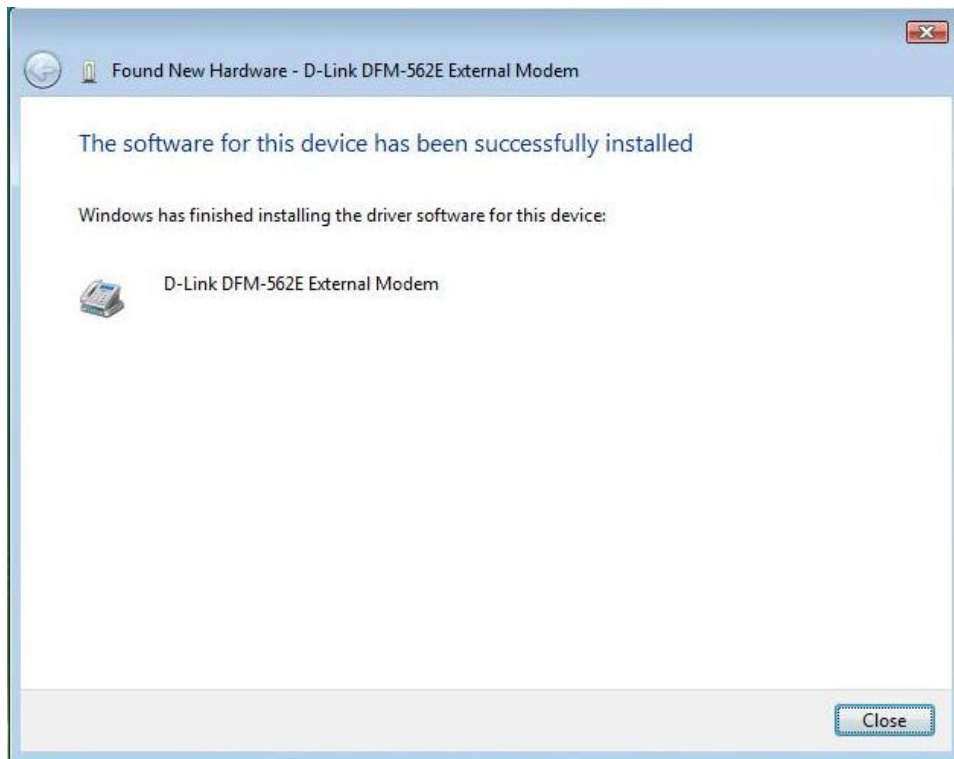 Found New Hardware - D-Link DFM-562E External Modem
The software for this device has been successfully installed
Windows has finished installing the driver software for this device:
D-Link DFM-562E External Modem
Close